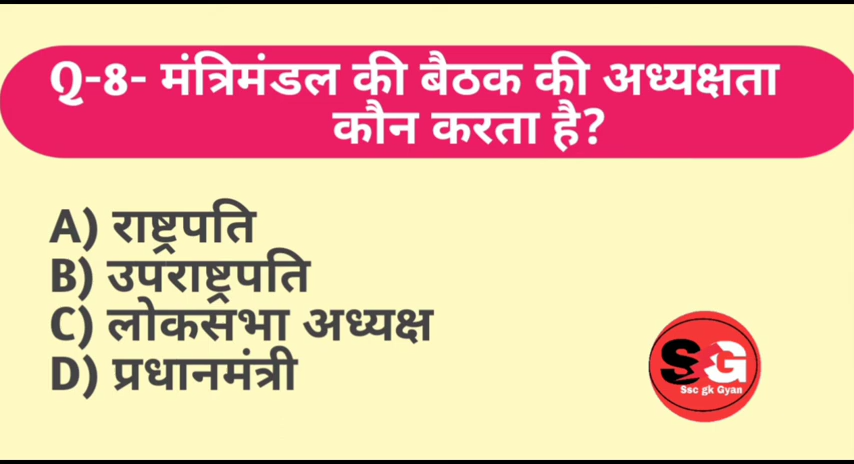 Q-8- मंत्रिमंडल की बैठक की अध्यक्षता
कौन करता है?
A) राष्ट्रपति
B) उपराष्ट्रपति
C) लोकसभा अध्यक्ष
D) प्रधानमंत्री
SG
Ssc gk Gyan